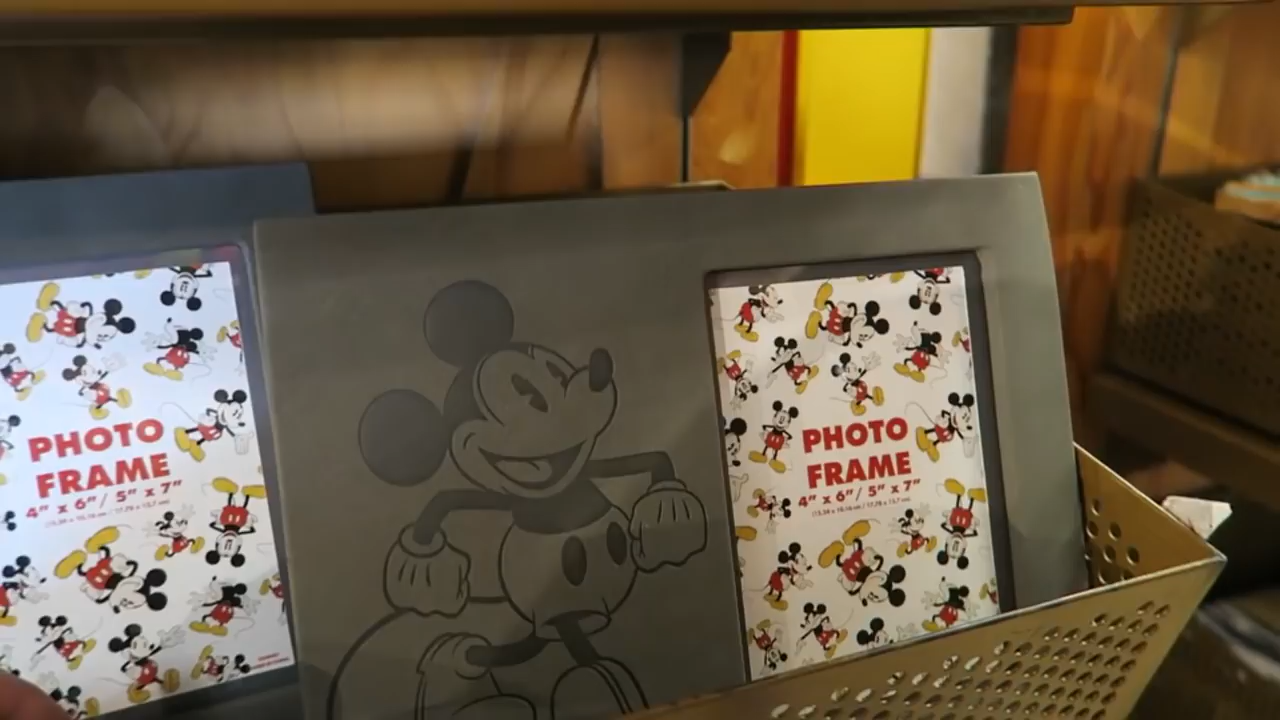 PHOTO
FRAME
4" x 6"/ 5" x 7"
PHOTO
FRAME
4" x 6"/ 5" x 7"